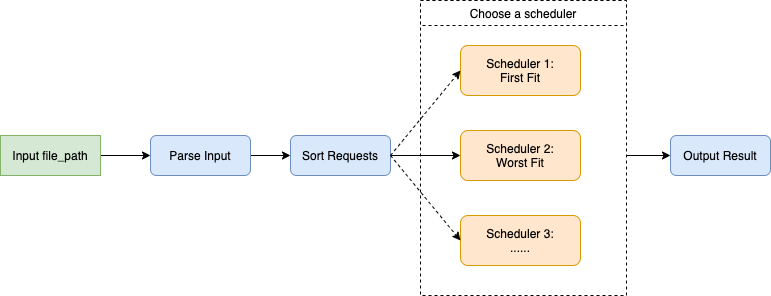 Choose a scheduler
Scheduler 1:
First Fit
Input file_path
Parse Input
Sort Requests
Scheduler 2:
Worst Fit
Output Result
Scheduler 3:
......